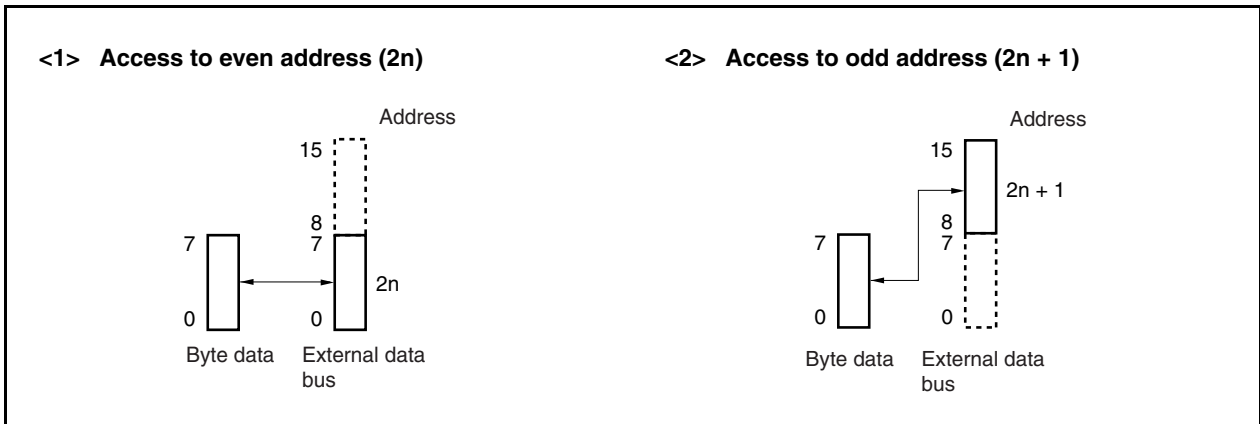 <1> Access to even address (2n)
Address
15
8
7
7
2n
0
0
Byte data
External data
bus
<2> Access to odd address (2n + 1)
Address
15
2n + 1
8
7
7
0
0
Byte data
External data
bus